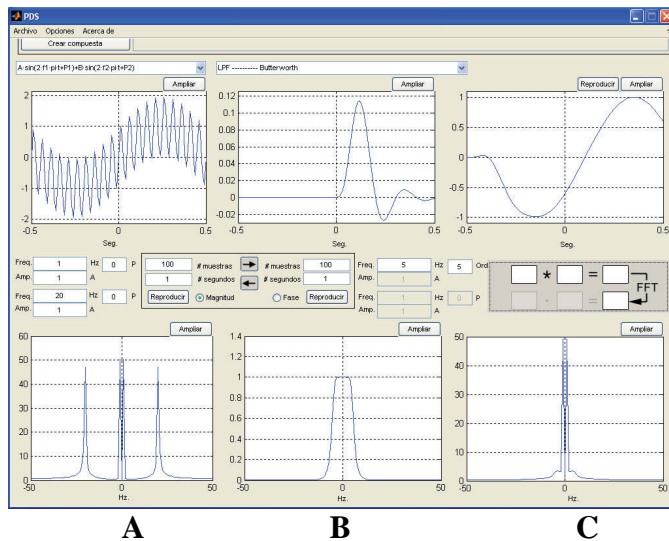 PDS
Archivo Opciones Acerca de
Crear compuesta
A·sin(2·f1·pi·t+P1)+B·sin(2·f2·pi·t+P2)
LPF ---------- Butterworth
Ampliar
Ampliar
Reproducir Ampliar
2
1
0
-1
-2
-0.5 0 0.5
Seg.
0.12
0.1
0.08
0.06
0.04
0.02
0
-0.02
-0.5 0 0.5
Seg.
1
0.5
0
-0.5
-1
-0.5 0 0.5
Seg.
Freq. 1 Hz 0 P
Amp. 1 A
Freq. 20 Hz 0 P
Amp. 1 A
100 # muestras # muestras 100
1 # segundos # segundos 1
Reproducir Magnitud Fase Reproducir
Freq. 5 Hz 5 Ord
Amp. 1 A
Freq. 1 Hz 0 P
Amp. 1 A
* = FFT
· =
Ampliar
Ampliar
Ampliar
60
50
40
30
20
10
0
-50 0 50
Hz.
1.4
1.2
1
0.8
0.6
0.4
0.2
0
-50 0 50
Hz.
50
40
30
20
10
0
-50 0 50
Hz.
A B C